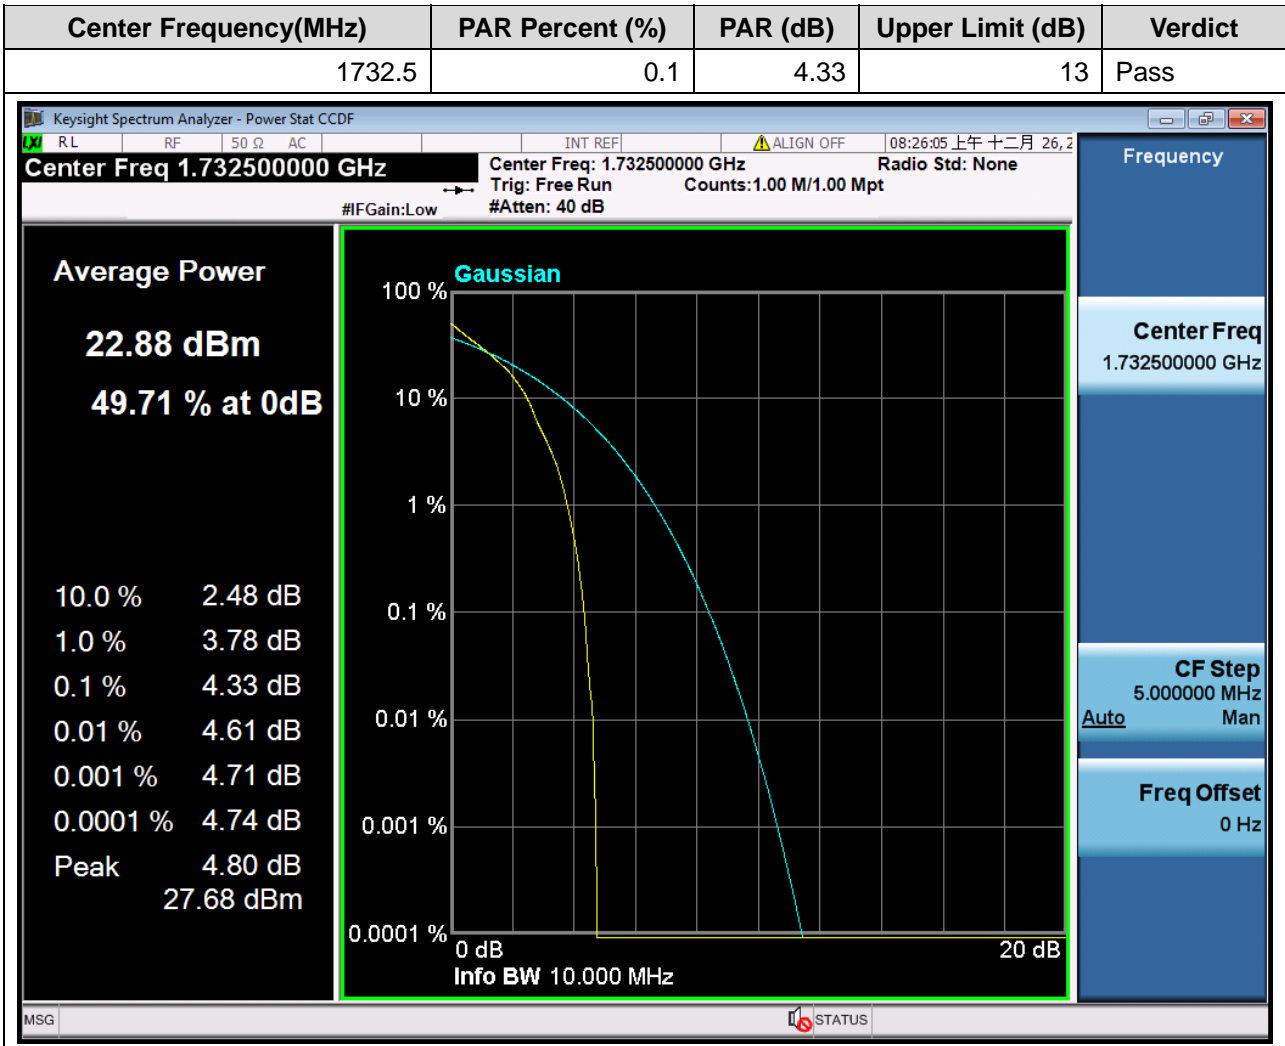 Center Frequency(MHz) PAR Percent (%) PAR (dB) Upper Limit (dB) Verdict
1732.5 0.1 4.33 13 Pass
Keysight Spectrum Analyzer - Power Stat CCDF
LXI RL RF 50 Ω AC INT REF ALIGN OFF 08:26:05 上午 十二月 26, 2
Center Freq 1.732500000 GHz
Center Freq: 1.732500000 GHz Radio Std: None
Trig: Free Run Counts:1.00 M/1.00 Mpt
#IFGain:Low #Atten: 40 dB
Average Power
22.88 dBm
49.71 % at 0dB
10.0 % 2.48 dB
1.0 % 3.78 dB
0.1 % 4.33 dB
0.01 % 4.61 dB
0.001 % 4.71 dB
0.0001 % 4.74 dB
Peak 4.80 dB
27.68 dBm
Gaussian
100 %
10 %
1 %
0.1 %
0.01 %
0.001 %
0.0001 %
0 dB 20 dB
Info BW 10.000 MHz
Frequency
Center Freq
1.732500000 GHz
CF Step
5.000000 MHz
Auto Man
Freq Offset
0 Hz
MSG STATUS